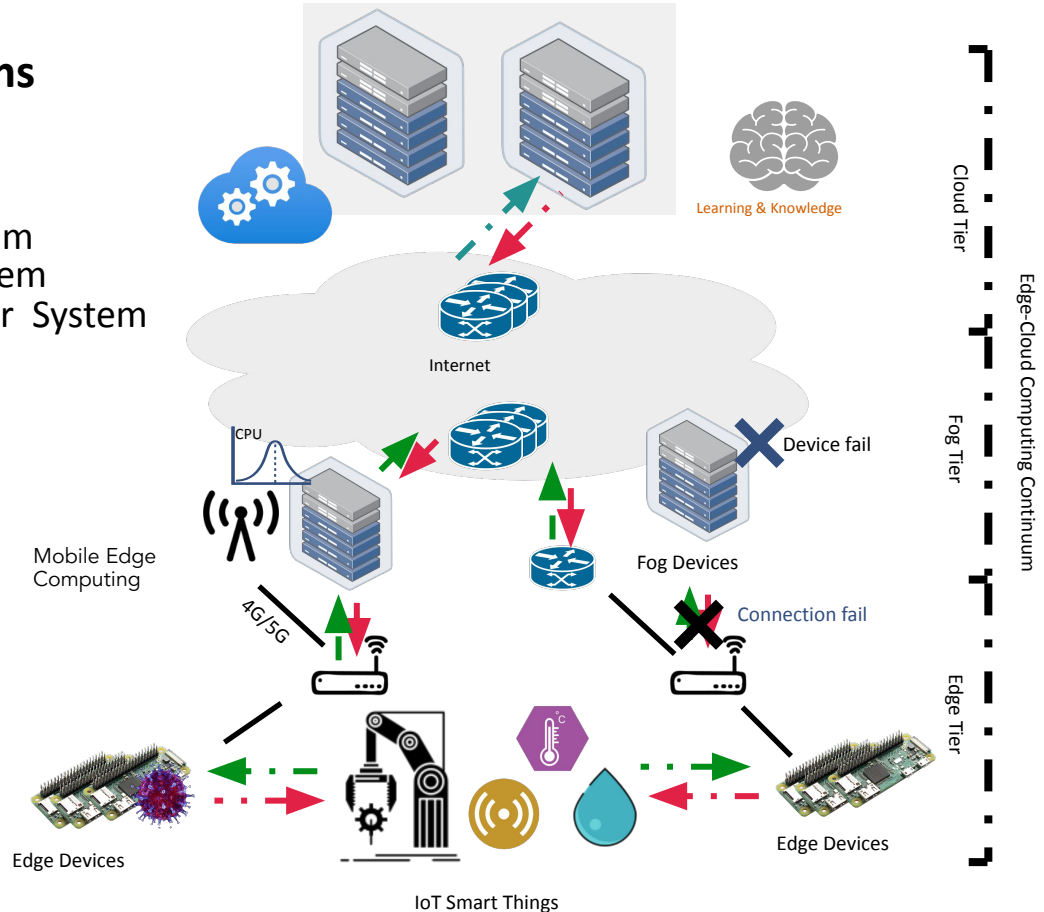 ns
m
em
r System
Learning & Knowledge
Internet
CPU
Device fail
Mobile Edge
Computing
Fog Devices
4G/5G
Connection fail
°C
Edge Devices
Edge Devices
IoT Smart Things
Cloud Tier
Fog Tier
Edge Tier
Edge-Cloud Computing Continuum